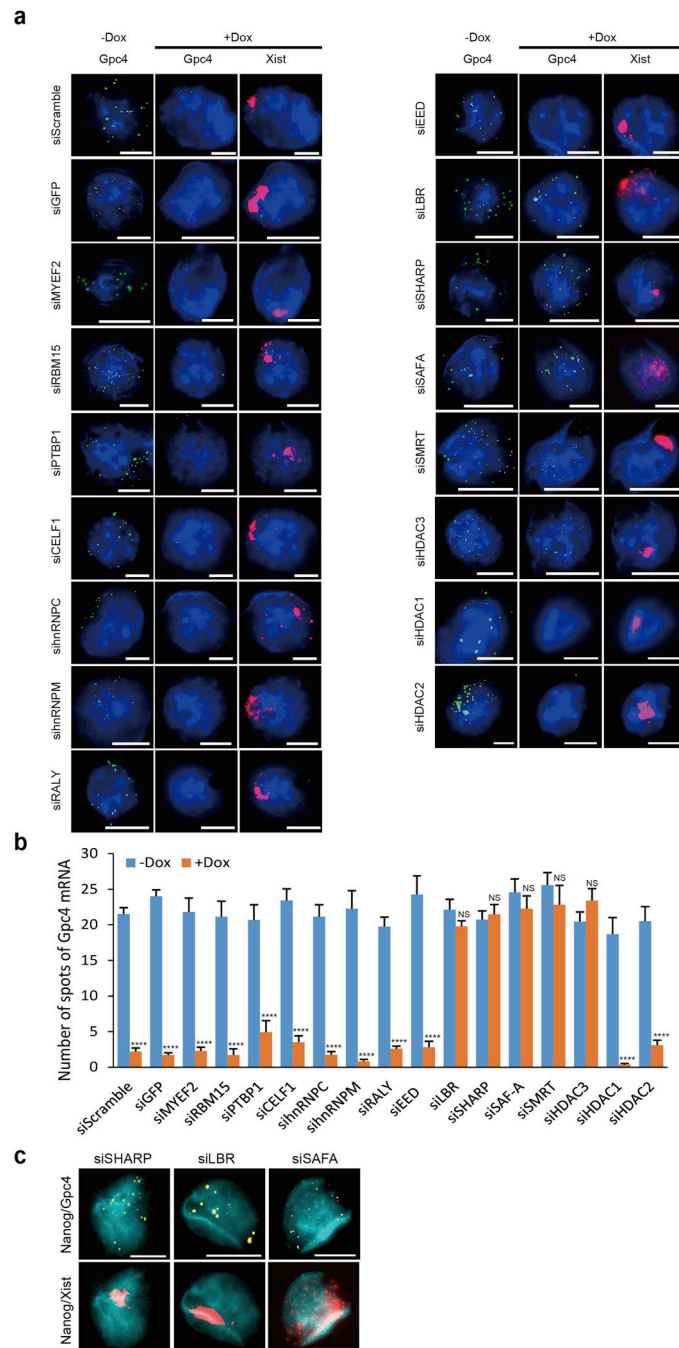 a
-Dox +Dox
Gpc4 Gpc4 Xist
siScramble
siGFP
siMYEF2
siRBM15
siPTBP1
siCELF1
sihnRNPC
sihnRNPM
siRALY
-Dox +Dox
Gpc4 Gpc4 Xist
siEED
siLBR
siSHARP
siSAFA
siSMRT
siHDAC3
siHDAC1
siHDAC2
b
Number of spots of Gpc4 mRNA
30
25
20
15
10
5
0
-Dox +Dox
**** **** **** **** **** **** **** **** **** **** NS NS NS NS NS **** ****
siScramble
siGFP
siMYEF2
siRBM15
siPTBP1
siCELF1
sihnRNPC
sihnRNPM
siRALY
siEED
siLBR
siSHARP
siSAF-A
siSMRT
siHDAC3
siHDAC1
siHDAC2
c
siSHARP siLBR siSAFA
Nanog/Gpc4
Nanog/Xist